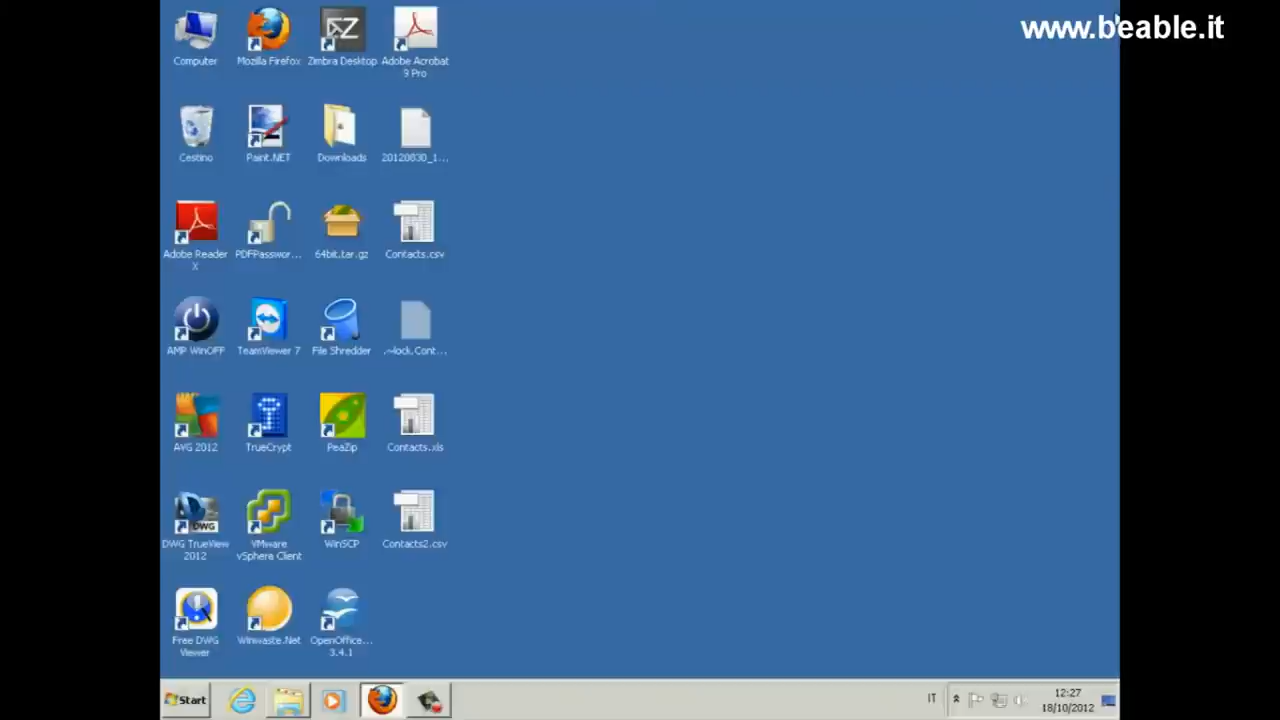 www.beable.it
Computer
Mozilla Firefox
Zimbra Desktop
Adobe Acrobat
9 Pro
Cestino
Paint.NET
Downloads
20120830_1...
Adobe Reader
X
PDFPasswor...
64bit.tar.gz
Contacts.csv
AMP WinOFF
TeamViewer 7
File Shredder
.~lock.Cont...
AVG 2012
TrueCrypt
PeaZip
Contacts.xls
DWG
DWG TrueView
2012
VMware
vSphere Client
WinSCP
Contacts2.csv
Free DWG
Viewer
Winwaste.Net
OpenOffice...
3.4.1
Start
IT
12:27
18/10/2012